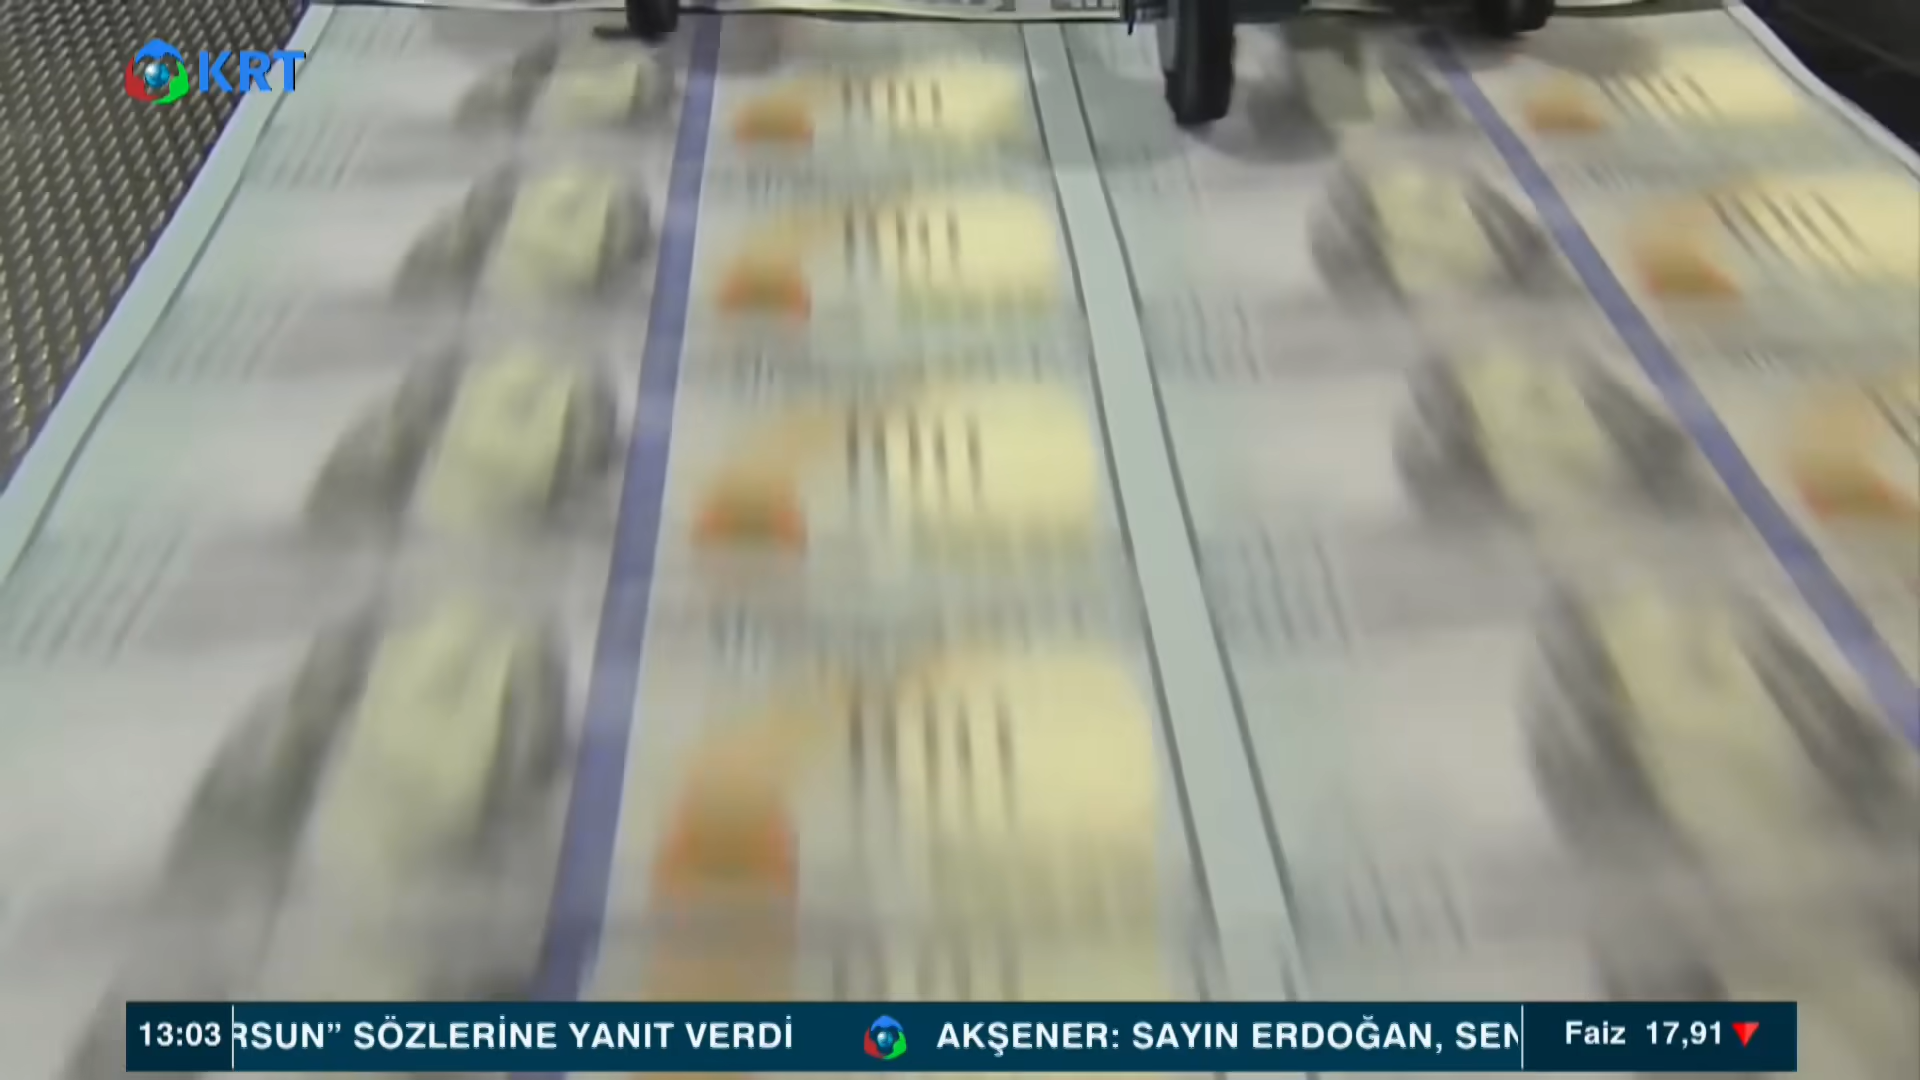 KRT
13:03 RSUN” SÖZLERİNE YANIT VERDİ AKŞENER: SAYIN ERDOĞAN, SEN Faiz 17,91